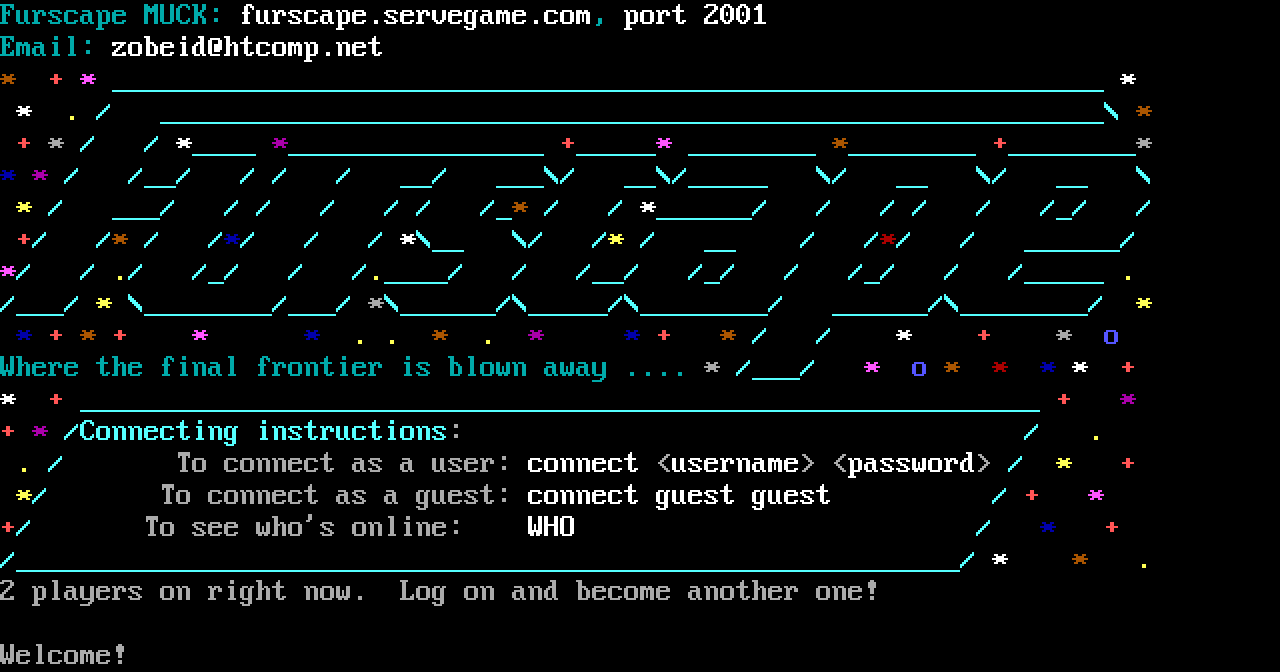 Furscape MUCK: furscape.servegame.com, port 2001
Email: zobeid@htcomp.net
Furscape
Where the final frontier is blown away ....
Connecting instructions:
To connect as a user: connect <username> <password>
To connect as a guest: connect guest guest
To see who's online: WHO
2 players on right now.  Log on and become another one!
Welcome!